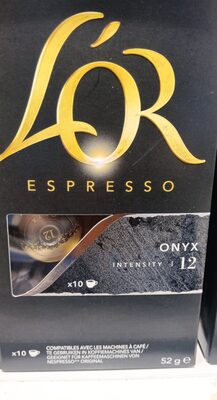 L'OR
ESPRESSO
ONYX
INTENSITY | 12
12
x10
x10
COMPATIBLES AVEC LES MACHINES À CAFÉ/
TE GEBRUIKEN IN KOFFIEMACHINES VAN/
GEEIGNET FÜR KAFFEEMASCHINEN VON
NESPRESSO ORIGINAL
52 g e